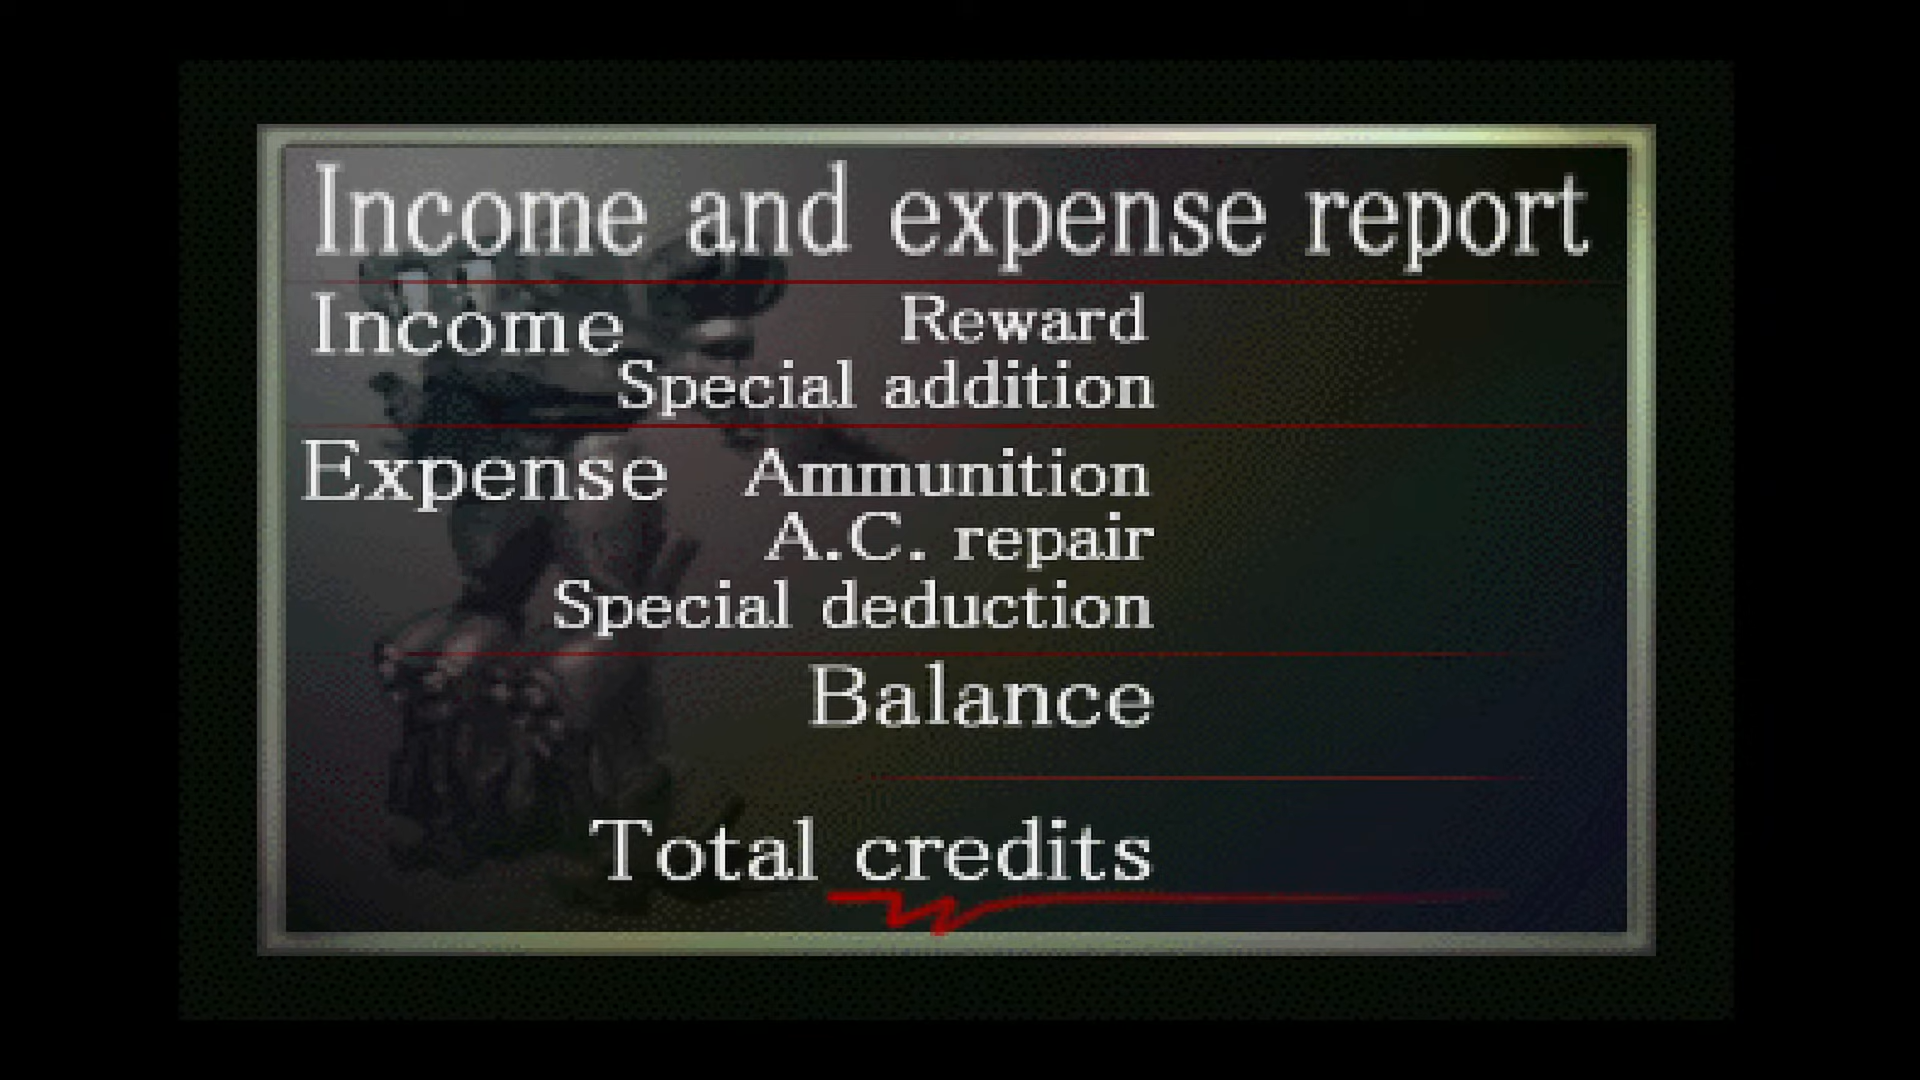 Income and expense report
Income Reward
Special addition
Expense Ammunition
A.C. repair
Special deduction
Balance
Total credits